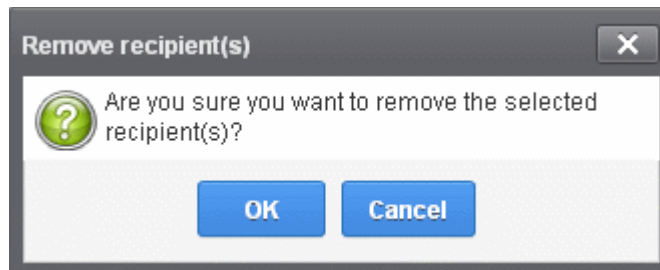 Remove recipient(s)
Are you sure you want to remove the selected
recipient(s)?
OK Cancel